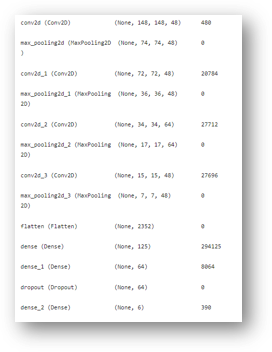 conv2d (Conv2D) (None, 148, 148, 48) 480
max_pooling2d (MaxPooling2D (None, 74, 74, 48) 0
)
conv2d_1 (Conv2D) (None, 72, 72, 48) 20784
max_pooling2d_1 (MaxPooling (None, 36, 36, 48) 0
2D)
conv2d_2 (Conv2D) (None, 34, 34, 64) 27712
max_pooling2d_2 (MaxPooling (None, 17, 17, 64) 0
2D)
conv2d_3 (Conv2D) (None, 15, 15, 48) 27696
max_pooling2d_3 (MaxPooling (None, 7, 7, 48) 0
2D)
flatten (Flatten) (None, 2352) 0
dense (Dense) (None, 125) 294125
dense_1 (Dense) (None, 64) 8064
dropout (Dropout) (None, 64) 0
dense_2 (Dense) (None, 6) 390